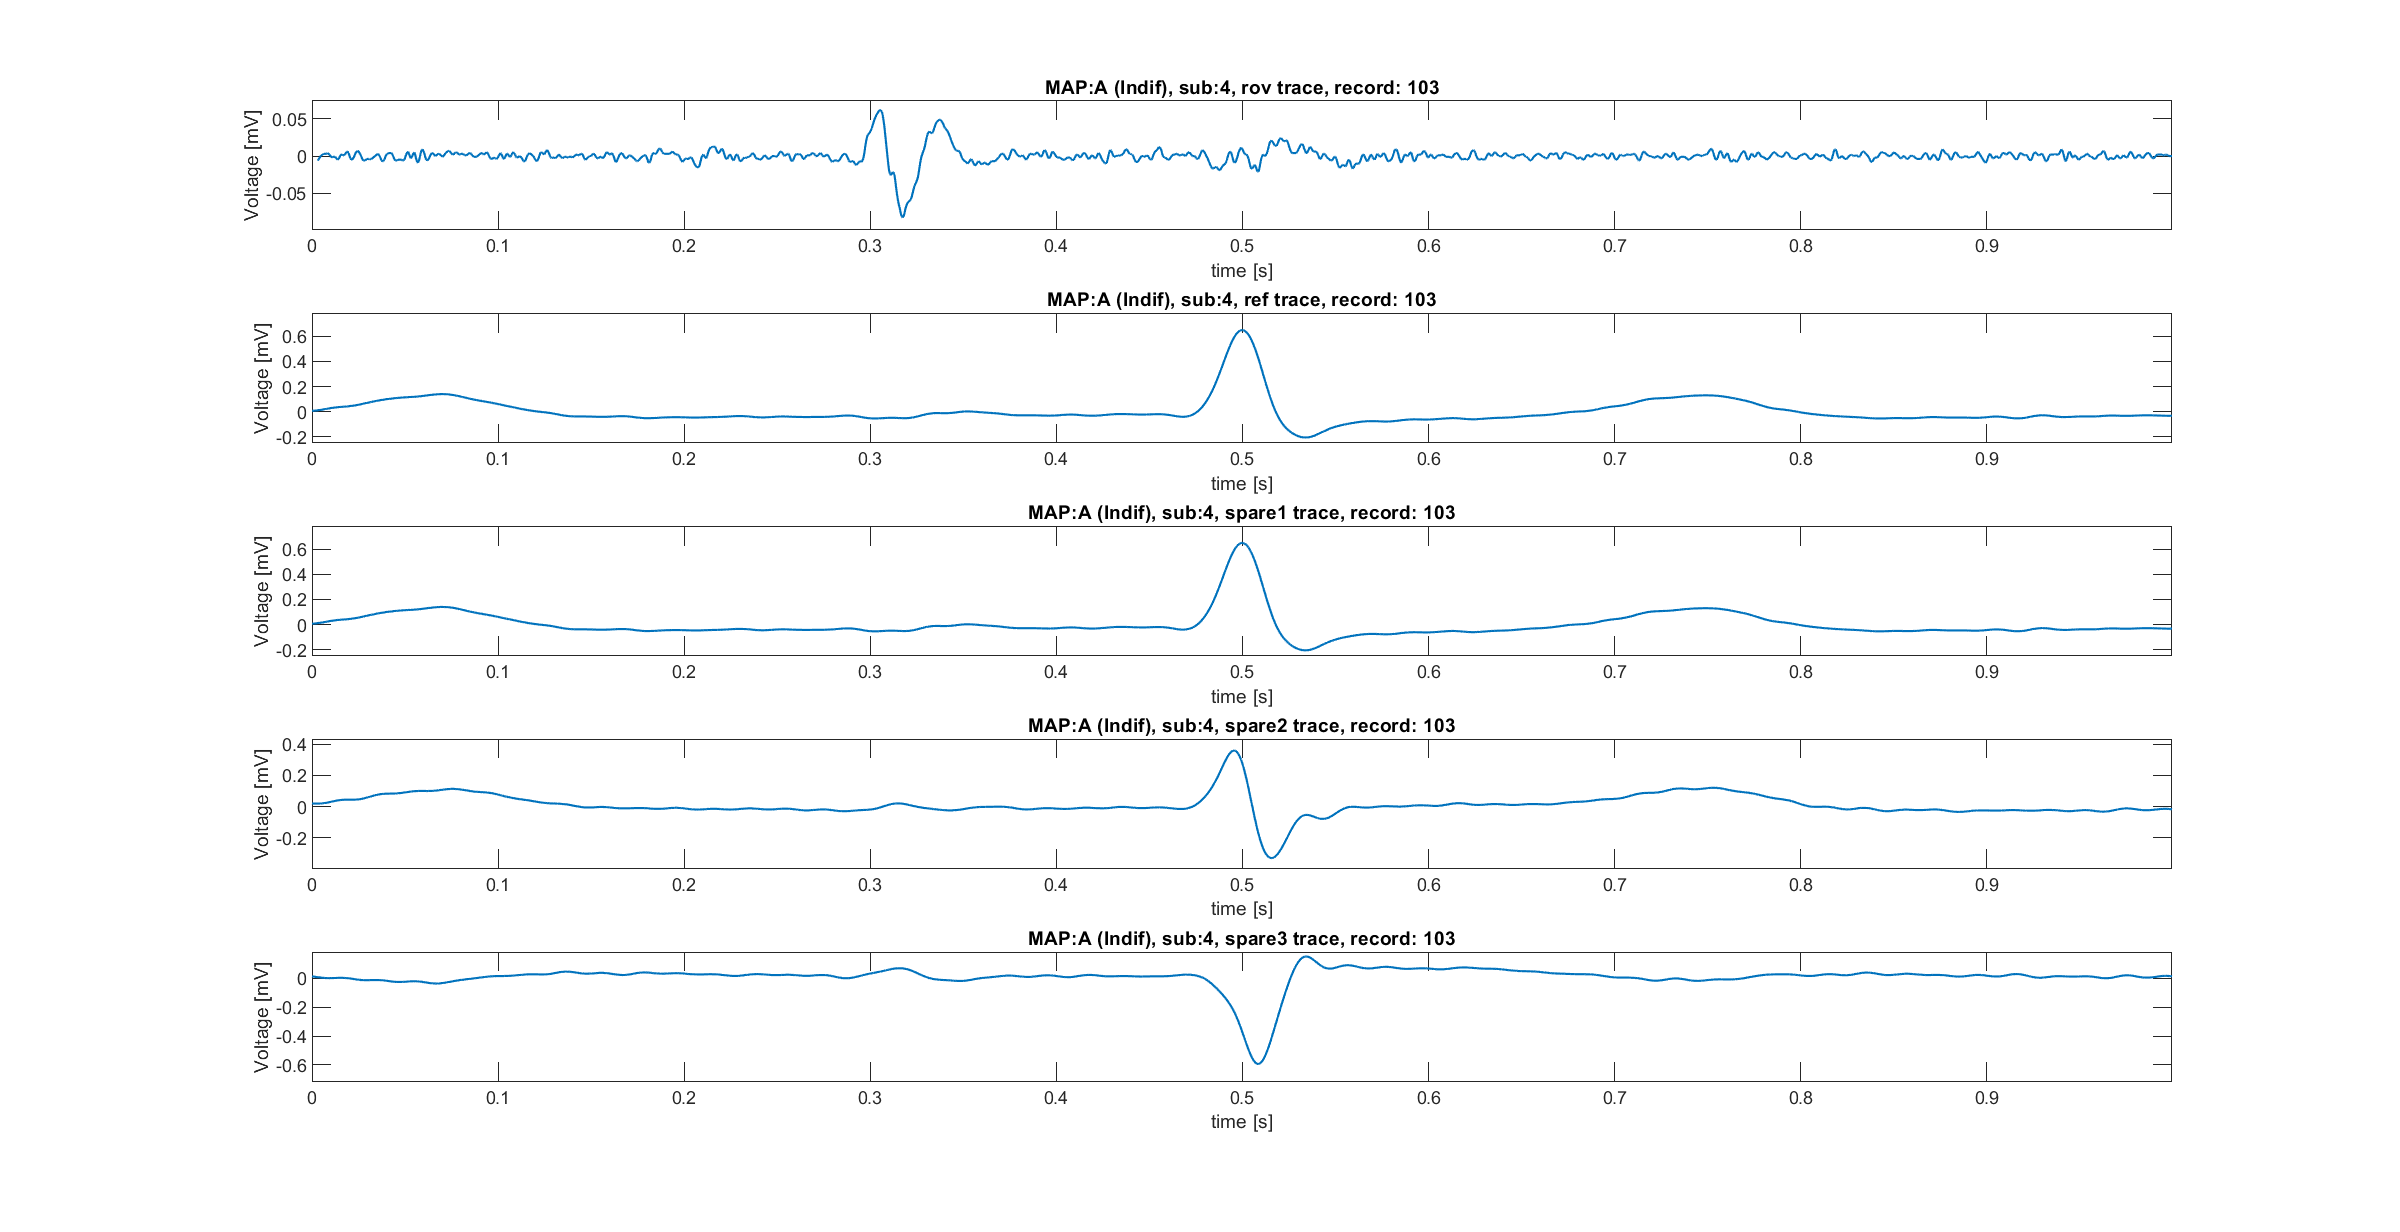 MAP:A (Indif), sub:4, rov trace, record: 103
Voltage [mV]
0.05
0
-0.05
0 0.1 0.2 0.3 0.4 0.5 0.6 0.7 0.8 0.9
time [s]
MAP:A (Indif), sub:4, ref trace, record: 103
Voltage [mV]
0.6
0.4
0.2
0
-0.2
0 0.1 0.2 0.3 0.4 0.5 0.6 0.7 0.8 0.9
time [s]
MAP:A (Indif), sub:4, spare1 trace, record: 103
Voltage [mV]
0.6
0.4
0.2
0
-0.2
0 0.1 0.2 0.3 0.4 0.5 0.6 0.7 0.8 0.9
time [s]
MAP:A (Indif), sub:4, spare2 trace, record: 103
Voltage [mV]
0.4
0.2
0
-0.2
0 0.1 0.2 0.3 0.4 0.5 0.6 0.7 0.8 0.9
time [s]
MAP:A (Indif), sub:4, spare3 trace, record: 103
Voltage [mV]
0
-0.2
-0.4
-0.6
0 0.1 0.2 0.3 0.4 0.5 0.6 0.7 0.8 0.9
time [s]